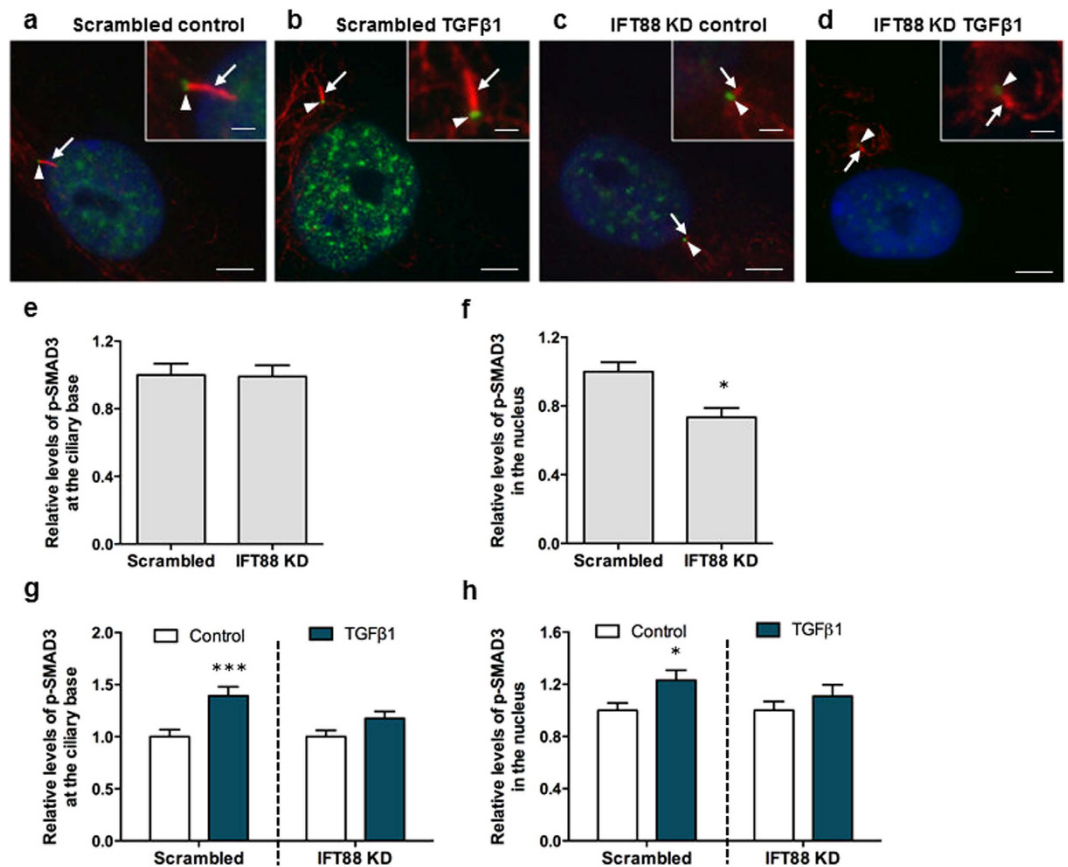 a Scrambled control
b Scrambled TGFβ1
c IFT88 KD control
d IFT88 KD TGFβ1
e
Relative levels of p-SMAD3
at the ciliary base
1.2
0.8
0.4
0.0
Scrambled IFT88 KD
f
Relative levels of p-SMAD3
in the nucleus
1.2
0.8
0.4
0.0
*
Scrambled IFT88 KD
g
Relative levels of p-SMAD3
at the ciliary base
2.0
1.5
1.0
0.5
0.0
Control TGFβ1
***
Scrambled IFT88 KD
h
Relative levels of p-SMAD3
in the nucleus
1.6
1.2
0.8
0.4
0.0
Control TGFβ1
*
Scrambled IFT88 KD